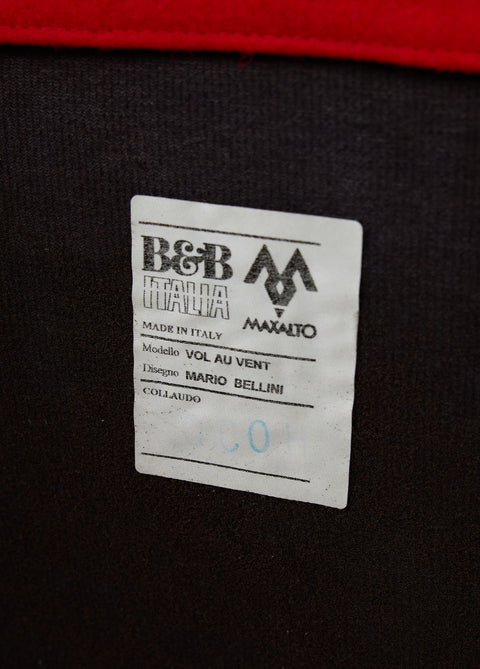 B&B
ITALIA
MAXALTO
MADE IN ITALY
Modello VOL AU VENT
Disegno MARIO BELLINI
COLLAUDO